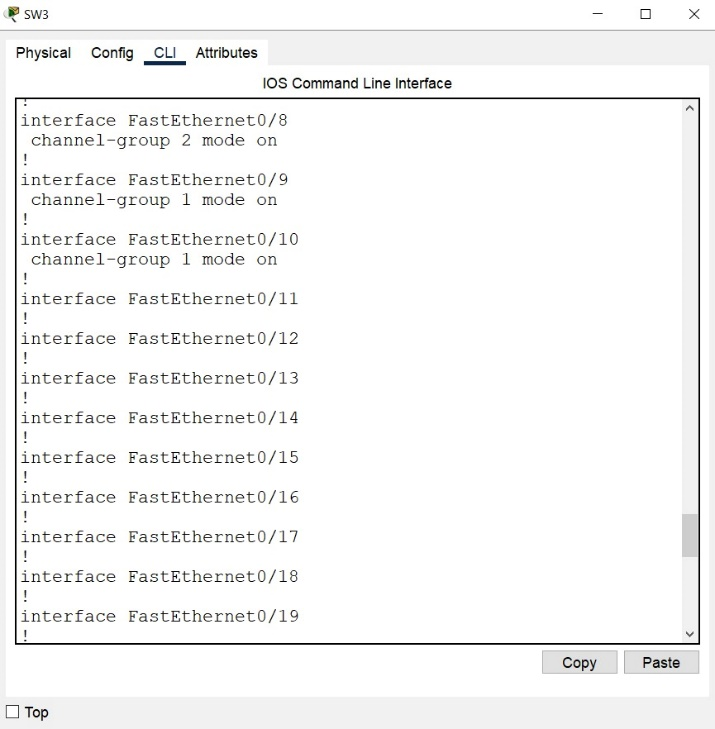 SW3
Physical Config CLI Attributes
IOS Command Line Interface
!
interface FastEthernet0/8
 channel-group 2 mode on
!
interface FastEthernet0/9
 channel-group 1 mode on
!
interface FastEthernet0/10
 channel-group 1 mode on
!
interface FastEthernet0/11
!
interface FastEthernet0/12
!
interface FastEthernet0/13
!
interface FastEthernet0/14
!
interface FastEthernet0/15
!
interface FastEthernet0/16
!
interface FastEthernet0/17
!
interface FastEthernet0/18
!
interface FastEthernet0/19
!
Copy Paste
Top